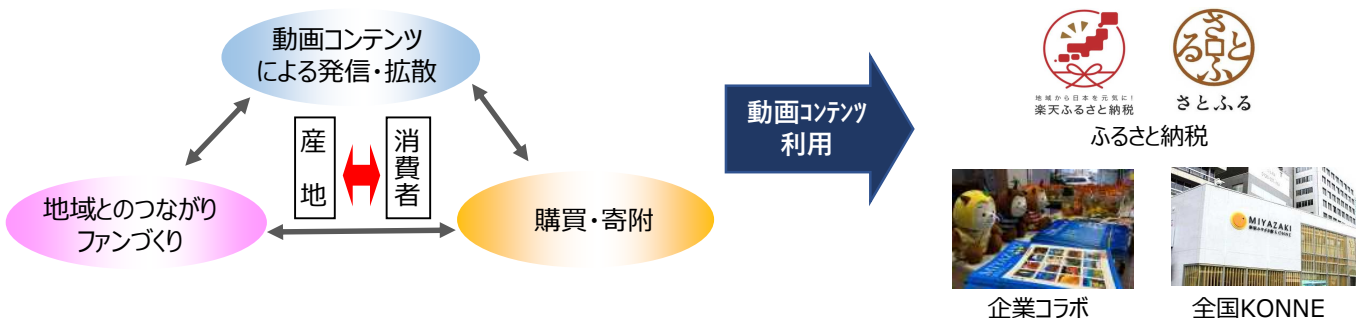 動画コンテンツ
による発信・拡散
産地
消費者
地域とのつながり
ファンづくり
購買・寄附
動画コンテンツ
利用
地域から日本を元気に!
楽天ふるさと納税
さとふる
さとふる
ふるさと納税
MIYAZAKI
企業コラボ
全国KONNE